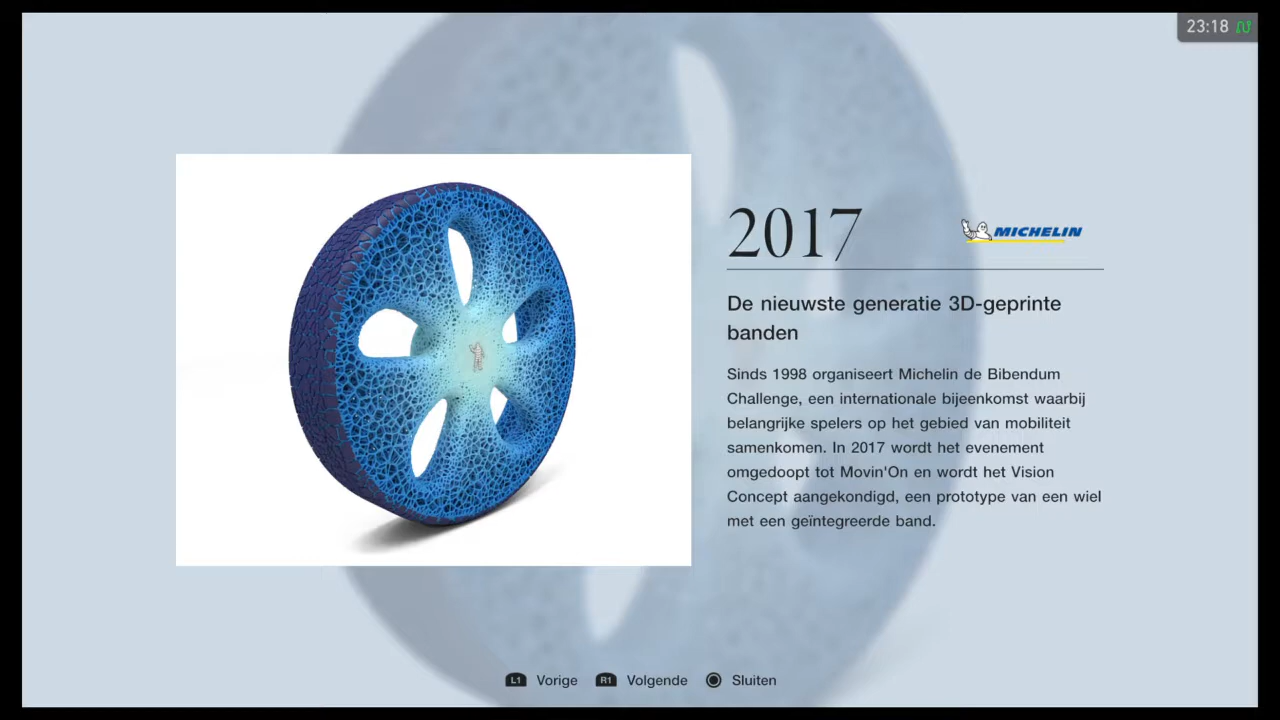 23:18
2017
MICHELIN
De nieuwste generatie 3D-geprinte
banden
Sinds 1998 organiseert Michelin de Bibendum
Challenge, een internationale bijeenkomst waarbij
belangrijke spelers op het gebied van mobiliteit
samenkomen. In 2017 wordt het evenement
omgedoopt tot Movin'On en wordt het Vision
Concept aangekondigd, een prototype van een wiel
met een geïntegreerde band.
L1 Vorige R1 Volgende Sluiten